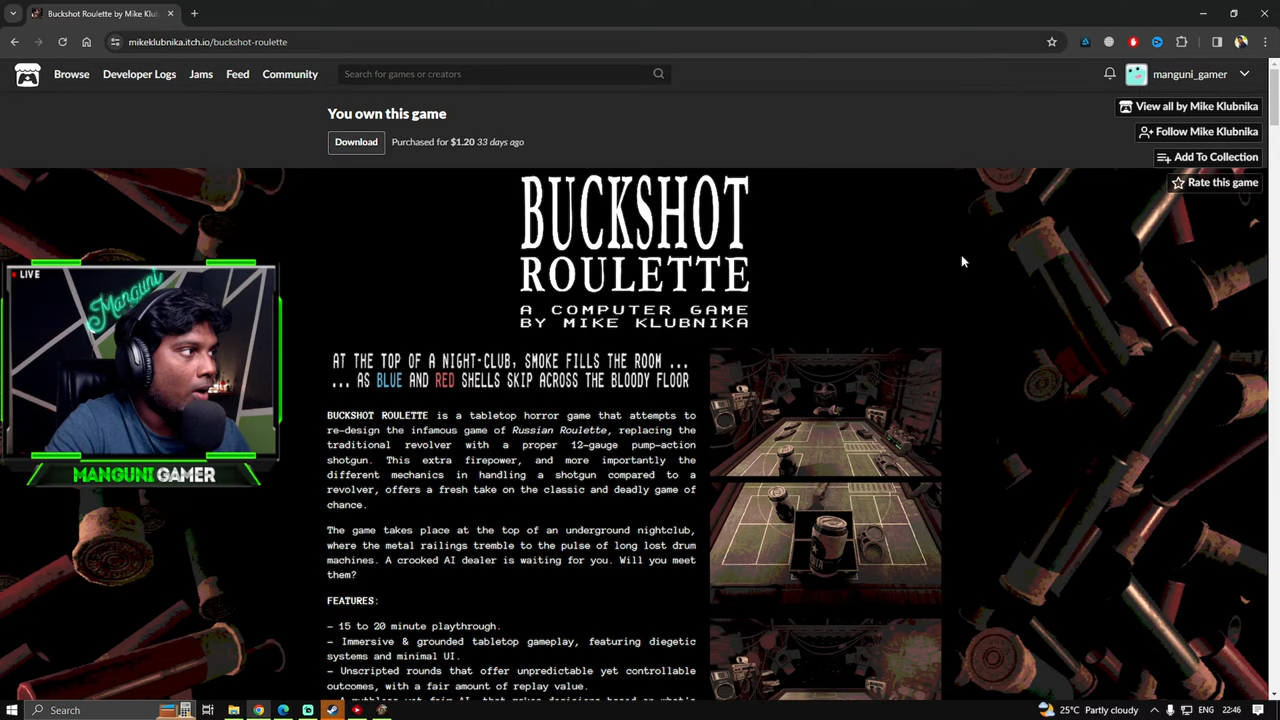 Buckshot Roulette by Mike Klub
mikeklubnika.itch.io/buckshot-roulette
Browse
Developer Logs
Jams
Feed
Community
Search for games or creators
manguni_gamer
You own this game
Download
Purchased for $1.20 33 days ago
View all by Mike Klubnika
Follow Mike Klubnika
Add To Collection
Rate this game
BUCKSHOT
ROULETTE
A COMPUTER GAME
BY MIKE KLUBNIKA
LIVE
Manguni
MANGUNI GAMER
AT THE TOP OF A NIGHT-CLUB, SMOKE FILLS THE ROOM ...
... AS BLUE AND RED SHELLS SKIP ACROSS THE BLOODY FLOOR
BUCKSHOT ROULETTE is a tabletop horror game that attempts to
re-design the infamous game of Russian Roulette, replacing the
traditional revolver with a proper 12-gauge pump-action
shotgun. This extra firepower, and more importantly the
different mechanics in handling a shotgun compared to a
revolver, offers a fresh take on the classic and deadly game of
chance.
The game takes place at the top of an underground nightclub,
where the metal railings tremble to the pulse of long lost drum
machines. A crooked AI dealer is waiting for you. Will you meet
them?
FEATURES:
- 15 to 20 minute playthrough.
- Immersive & grounded tabletop gameplay, featuring diegetic
systems and minimal UI.
- Unscripted rounds that offer unpredictable yet controllable
outcomes, with a fair amount of replay value.
Search
25°C Partly cloudy
ENG
22:46